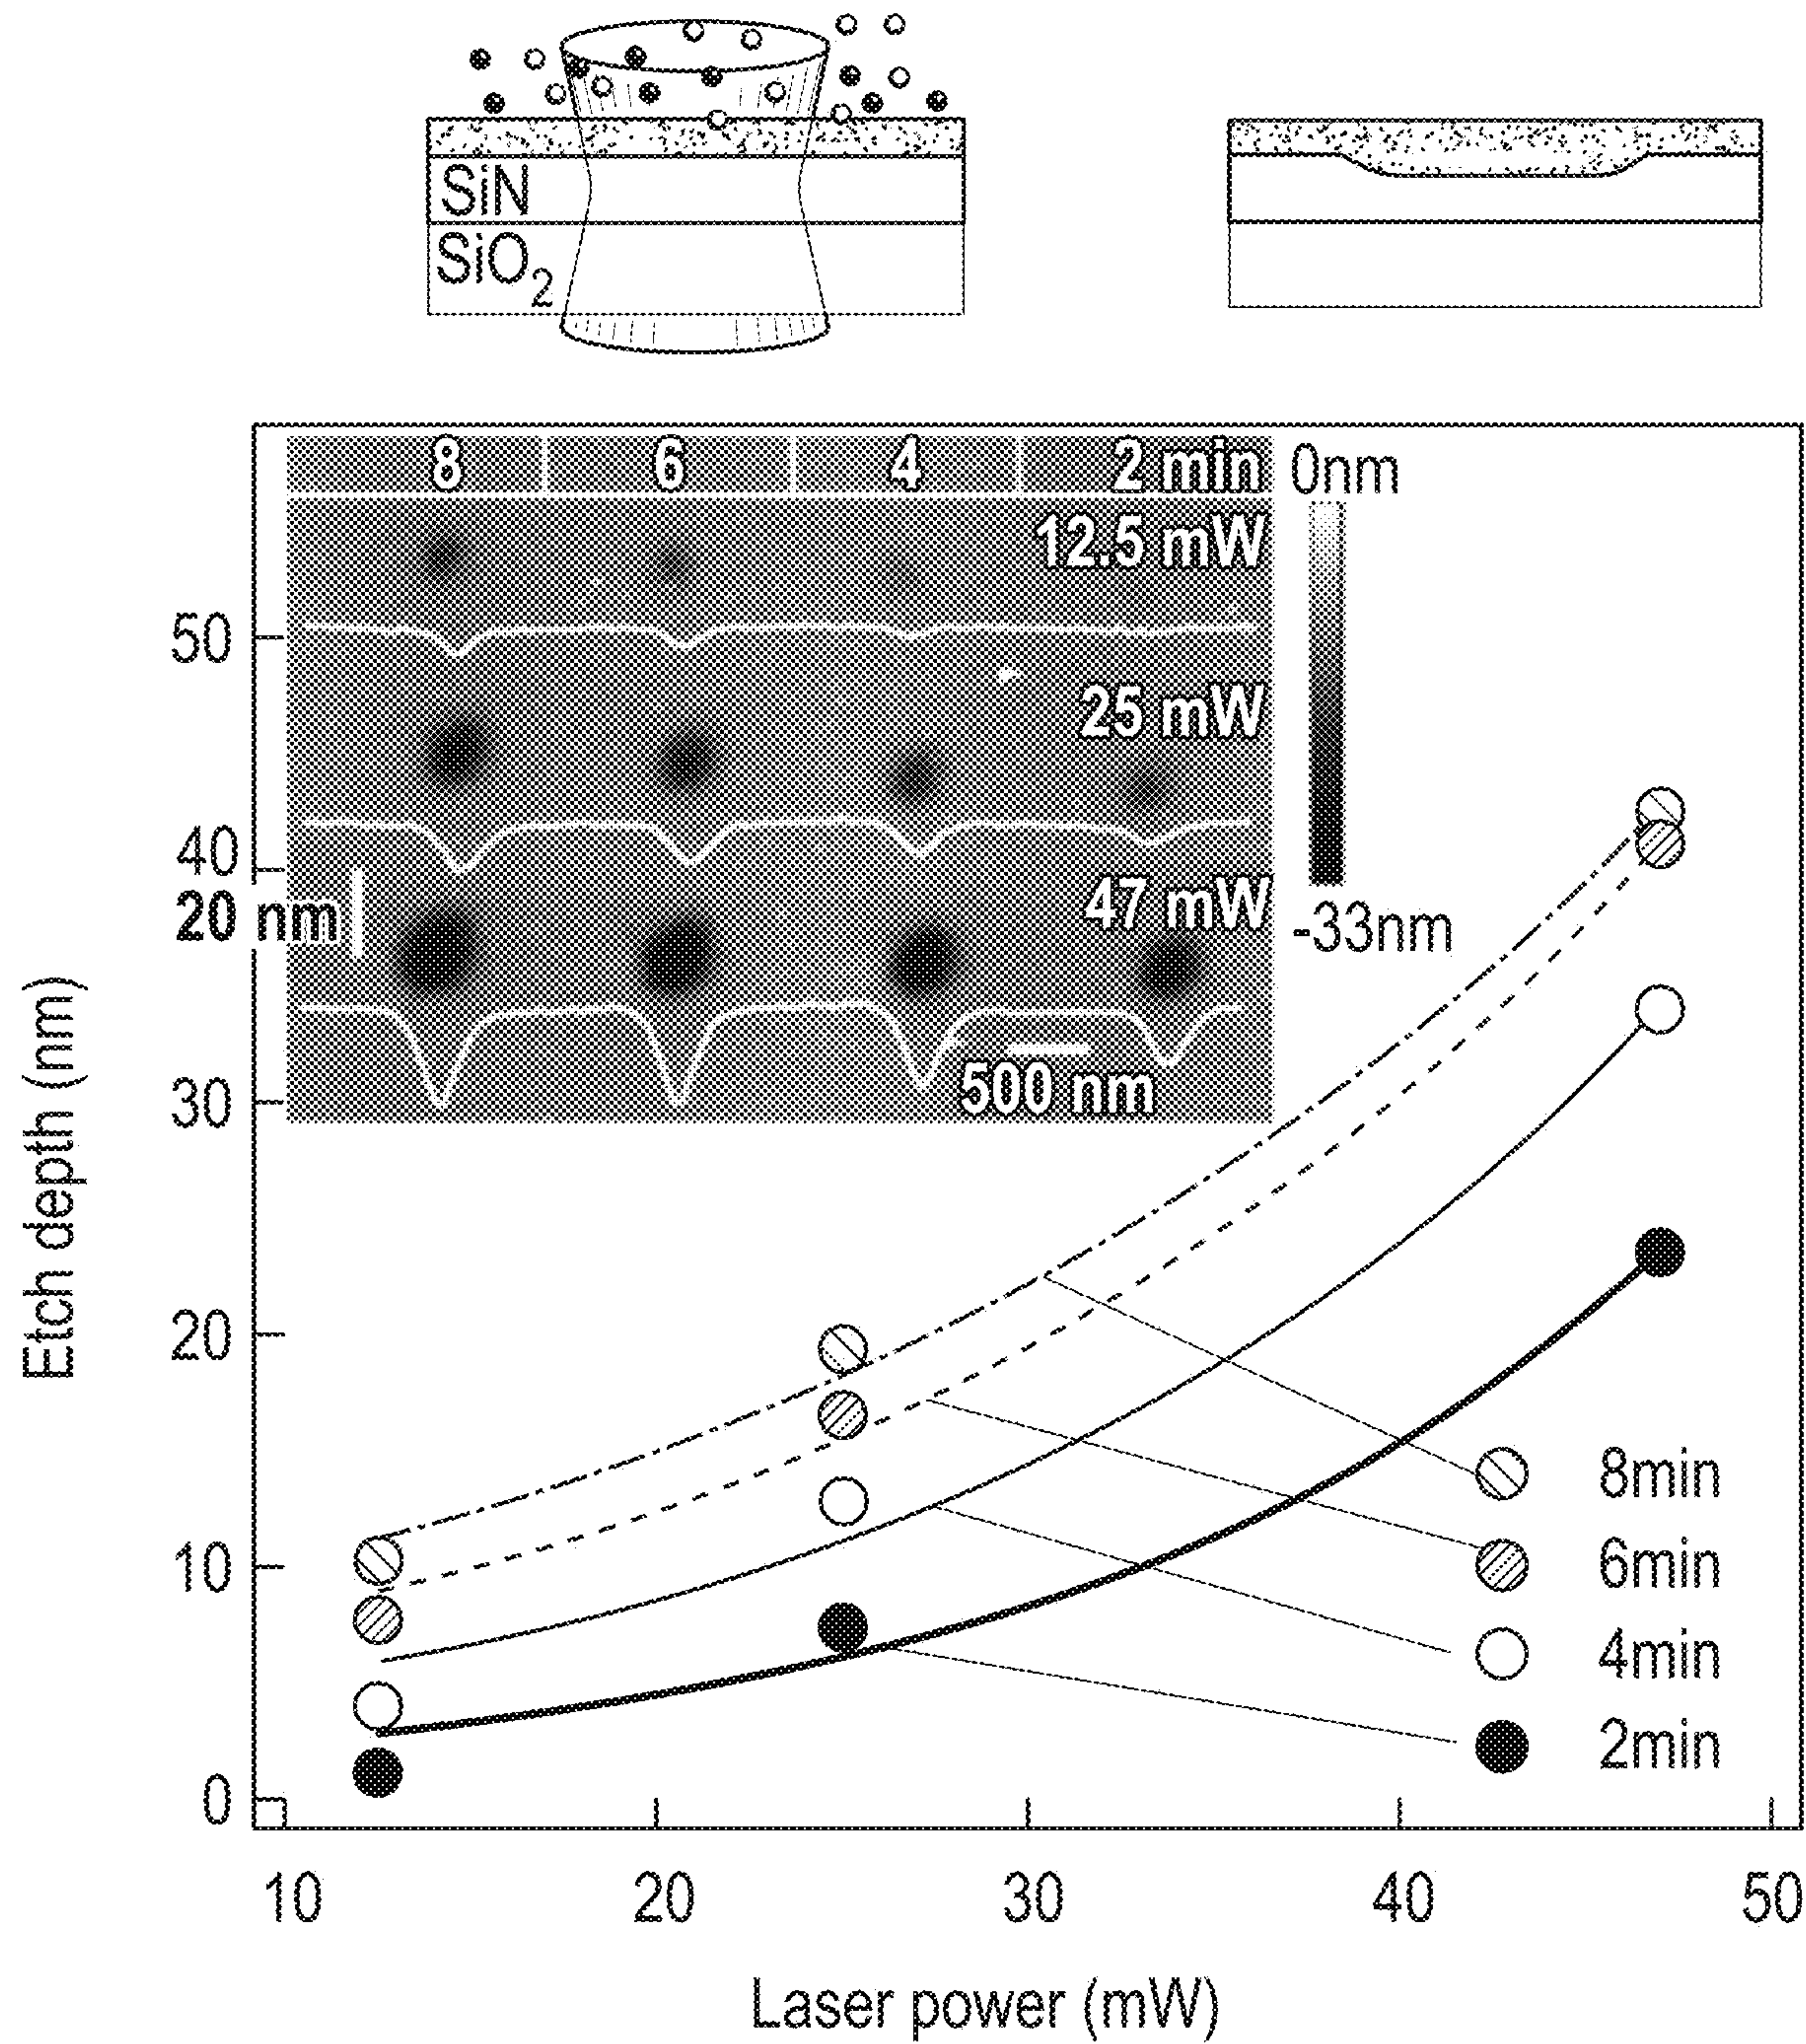 SiN
SiO2
8 6 4 2 min
0nm
12.5 mW
25 mW
47 mW
-33nm
20 nm
500 nm
50
40
30
20
10
0
Etch depth (nm)
8min
6min
4min
2min
10 20 30 40 50
Laser power (mW)